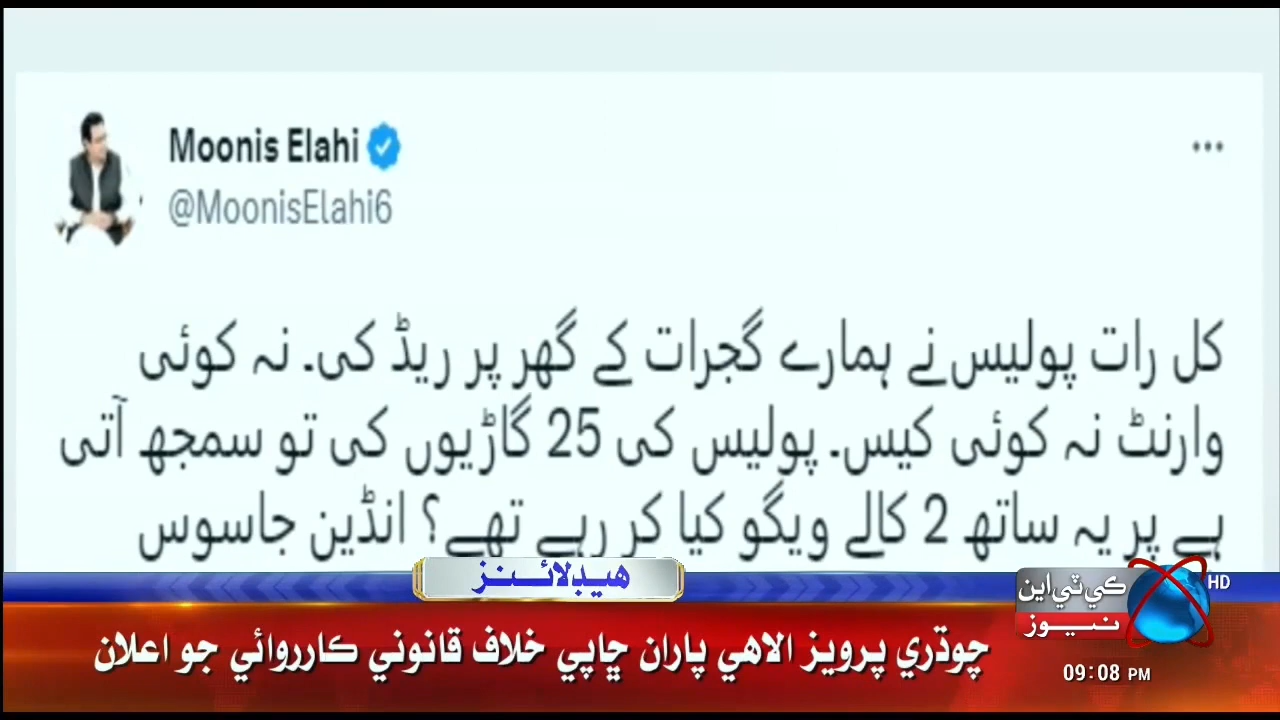 Moonis Elahi
@MoonisElahi6
کل رات پولیس نے ہمارے گجرات کے گھر پر ریڈ کی۔ نہ کوئی
وارنٹ نہ کوئی کیس۔ پولیس کی 25 گاڑیوں کی تو سمجھ آتی
ہے پر یہ ساتھ 2 کالے ویگو کیا کر رہے تھے؟ انڈین جاسوس
هيڊلائينز
ڪي ٽي اين
نيوز
HD
چوڌري پرويز الاهي پاران ڇاپي خلاف قانوني ڪارروائي جو اعلان
09:08 PM